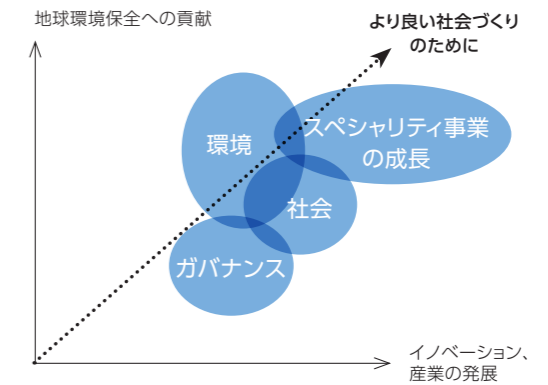 地球環境保全への貢献
より良い社会づくり
のために
環境
スペシャリティ事業
の成長
社会
ガバナンス
イノベーション、
産業の発展